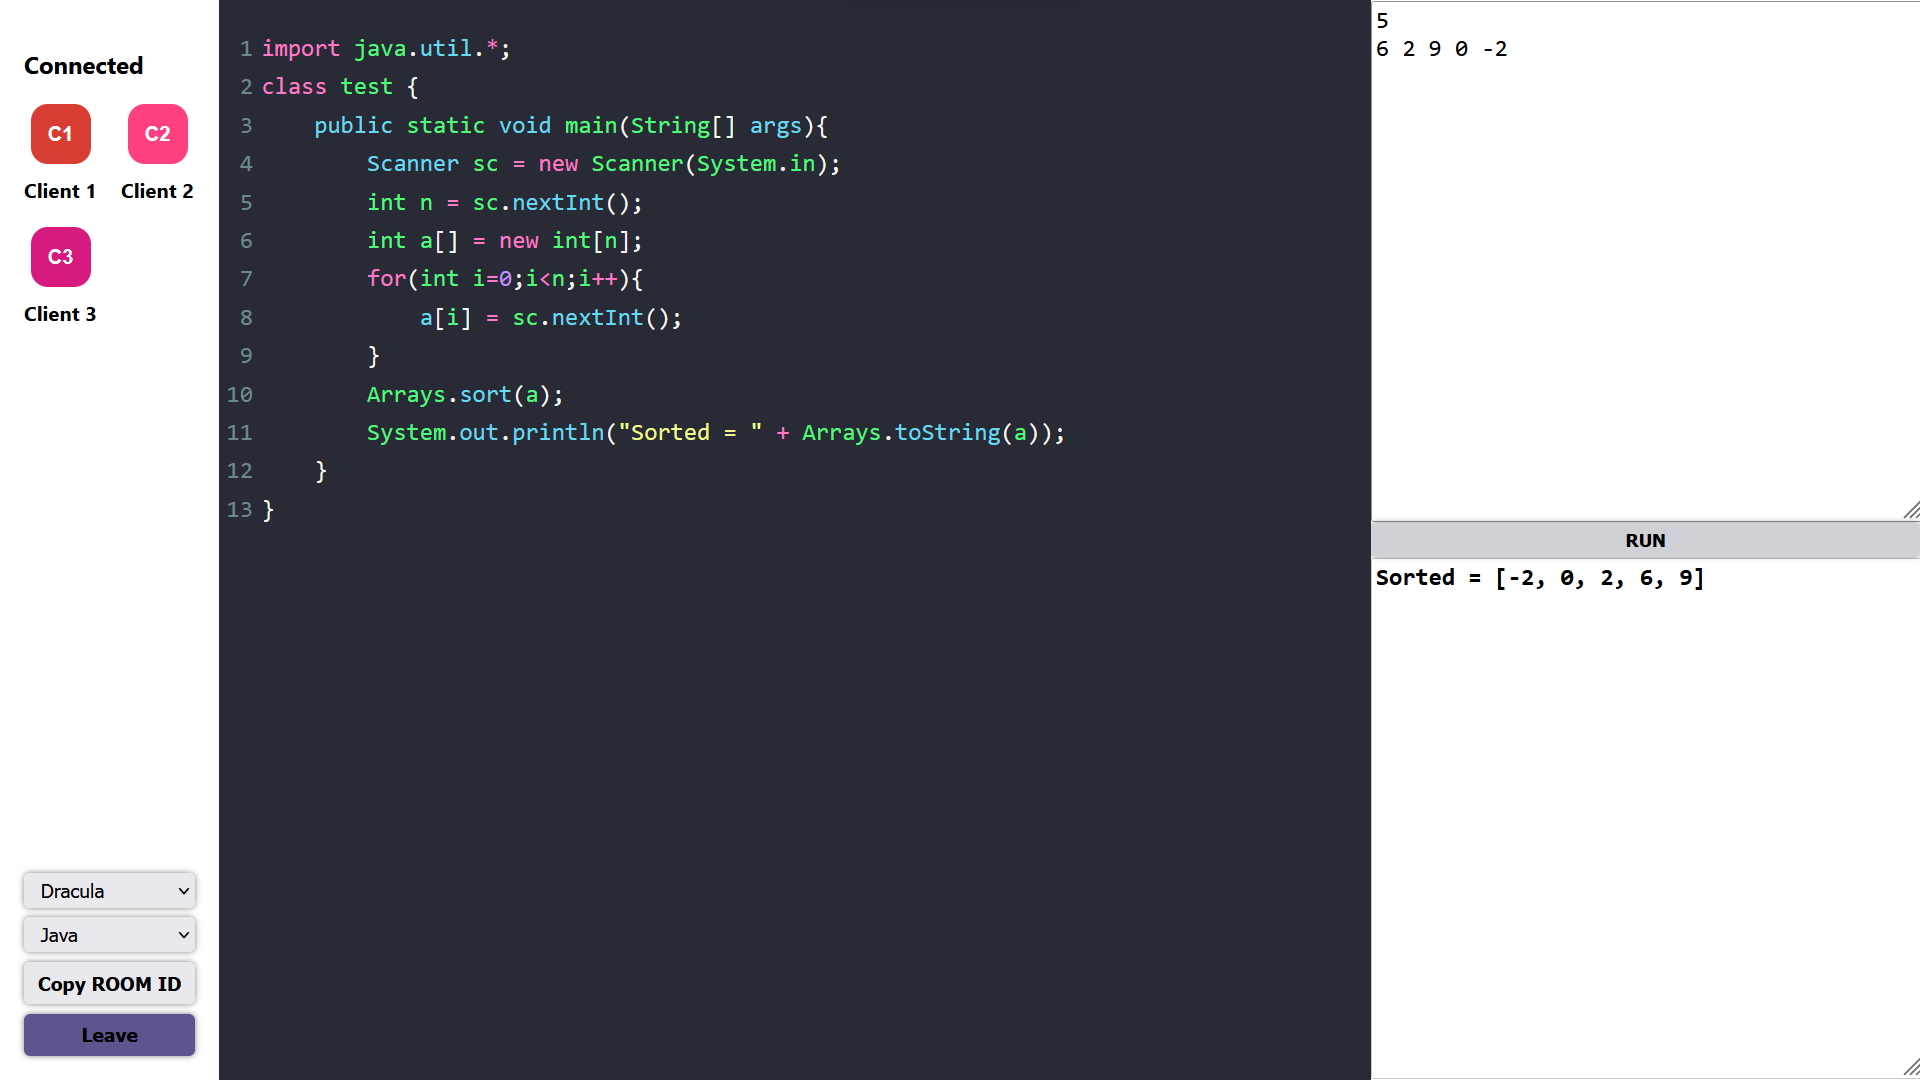 Connected
C1 C2
Client 1 Client 2
C3
Client 3
Dracula
Java
Copy ROOM ID
Leave
1 import java.util.*;
2 class test {
3     public static void main(String[] args){
4         Scanner sc = new Scanner(System.in);
5         int n = sc.nextInt();
6         int a[] = new int[n];
7         for(int i=0;i<n;i++){
8             a[i] = sc.nextInt();
9         }
10         Arrays.sort(a);
11         System.out.println("Sorted = " + Arrays.toString(a));
12     }
13 }
5
6 2 9 0 -2
RUN
Sorted = [-2, 0, 2, 6, 9]